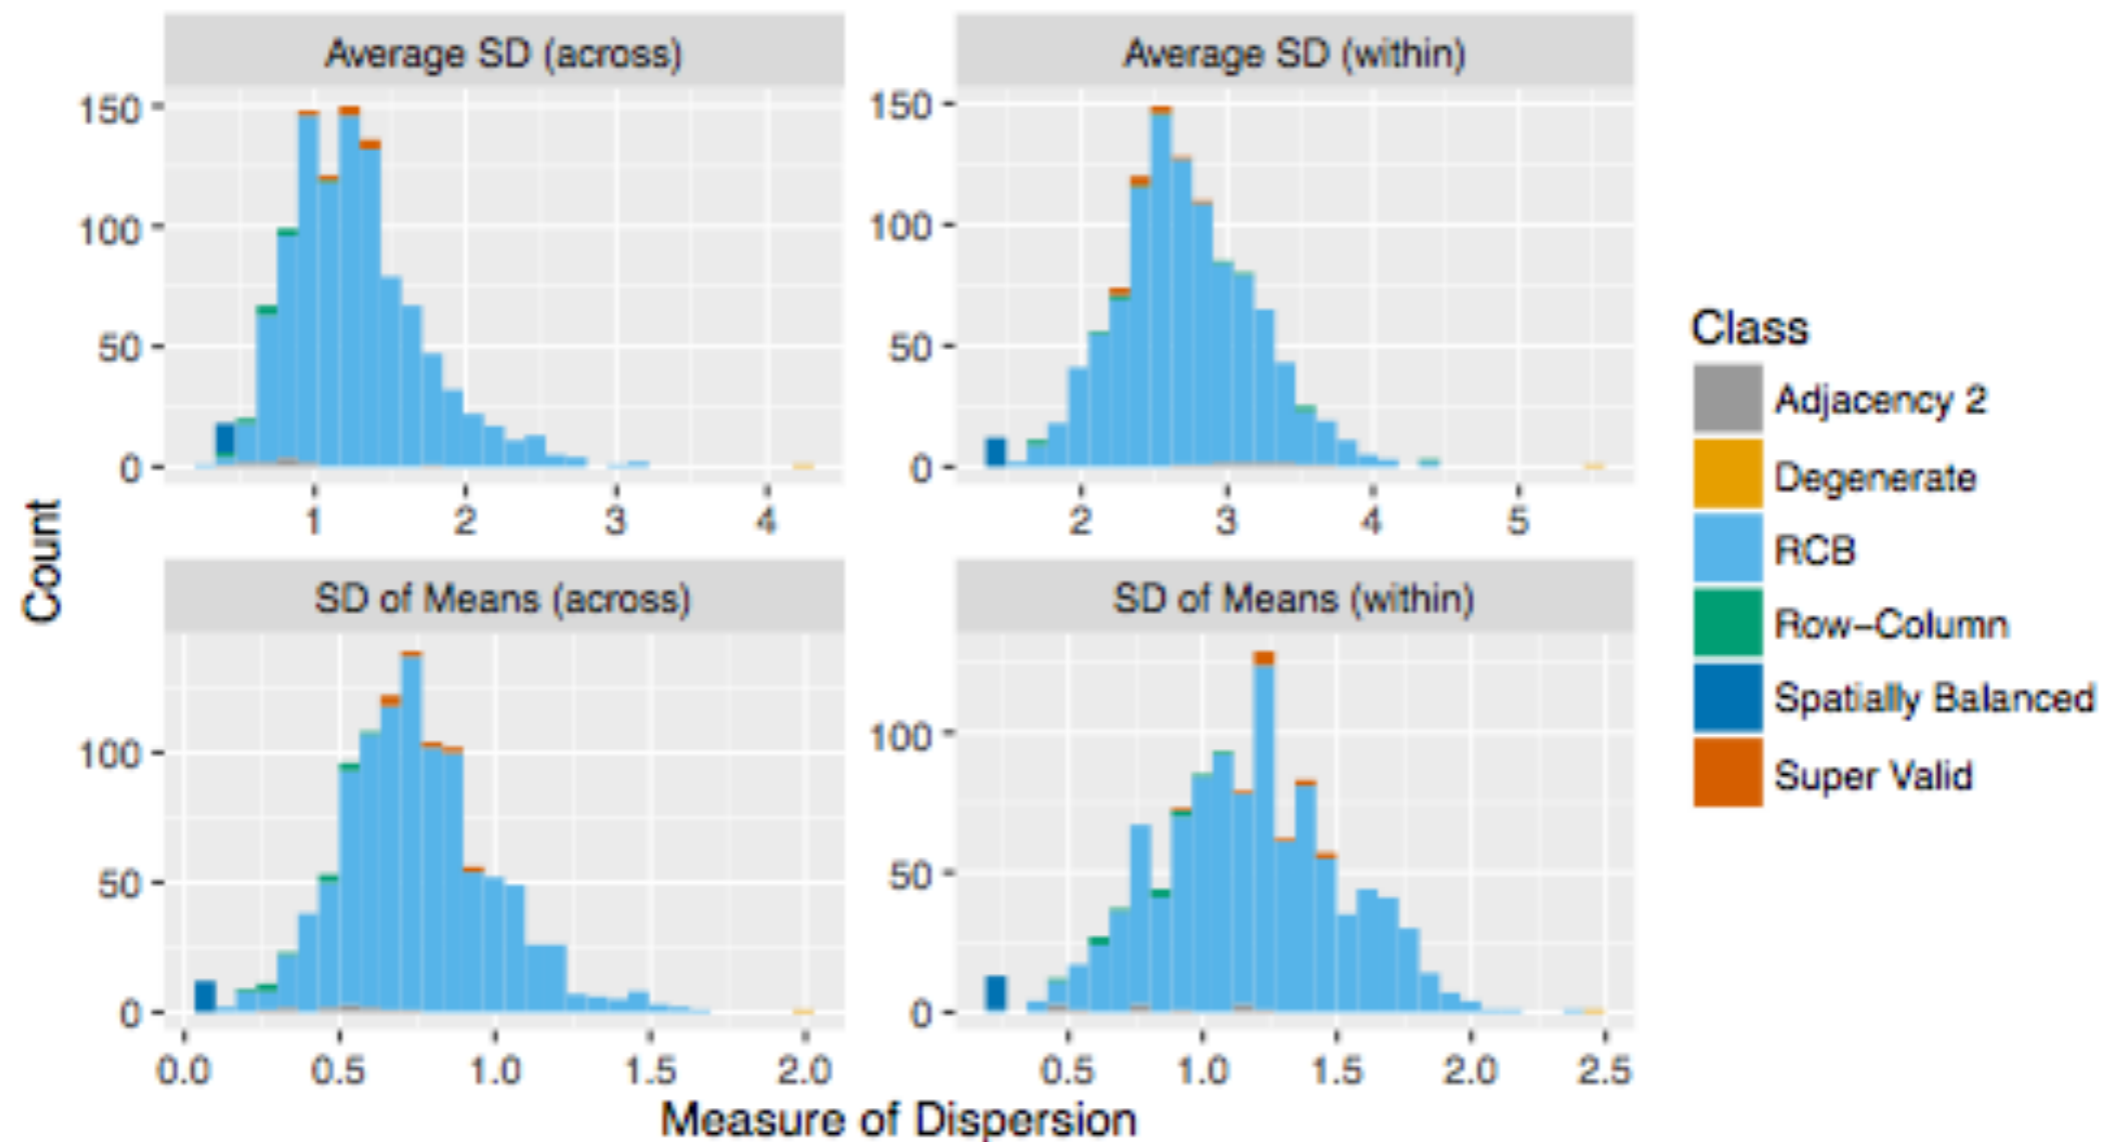 Average SD (across)
Average SD (within)
150
100
50
0
1 2 3 4
150
100
50
0
2 3 4 5
SD of Means (across)
SD of Means (within)
100
50
0
0.0 0.5 1.0 1.5 2.0
100
50
0
0.5 1.0 1.5 2.0 2.5
Count
Measure of Dispersion
Class
Adjacency 2
Degenerate
RCB
Row−Column
Spatially Balanced
Super Valid